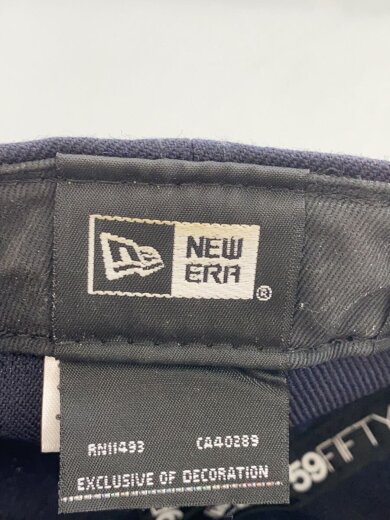 NEW
ERA
®
RN11493 CA40289
EXCLUSIVE OF DECORATION
59FIFTY